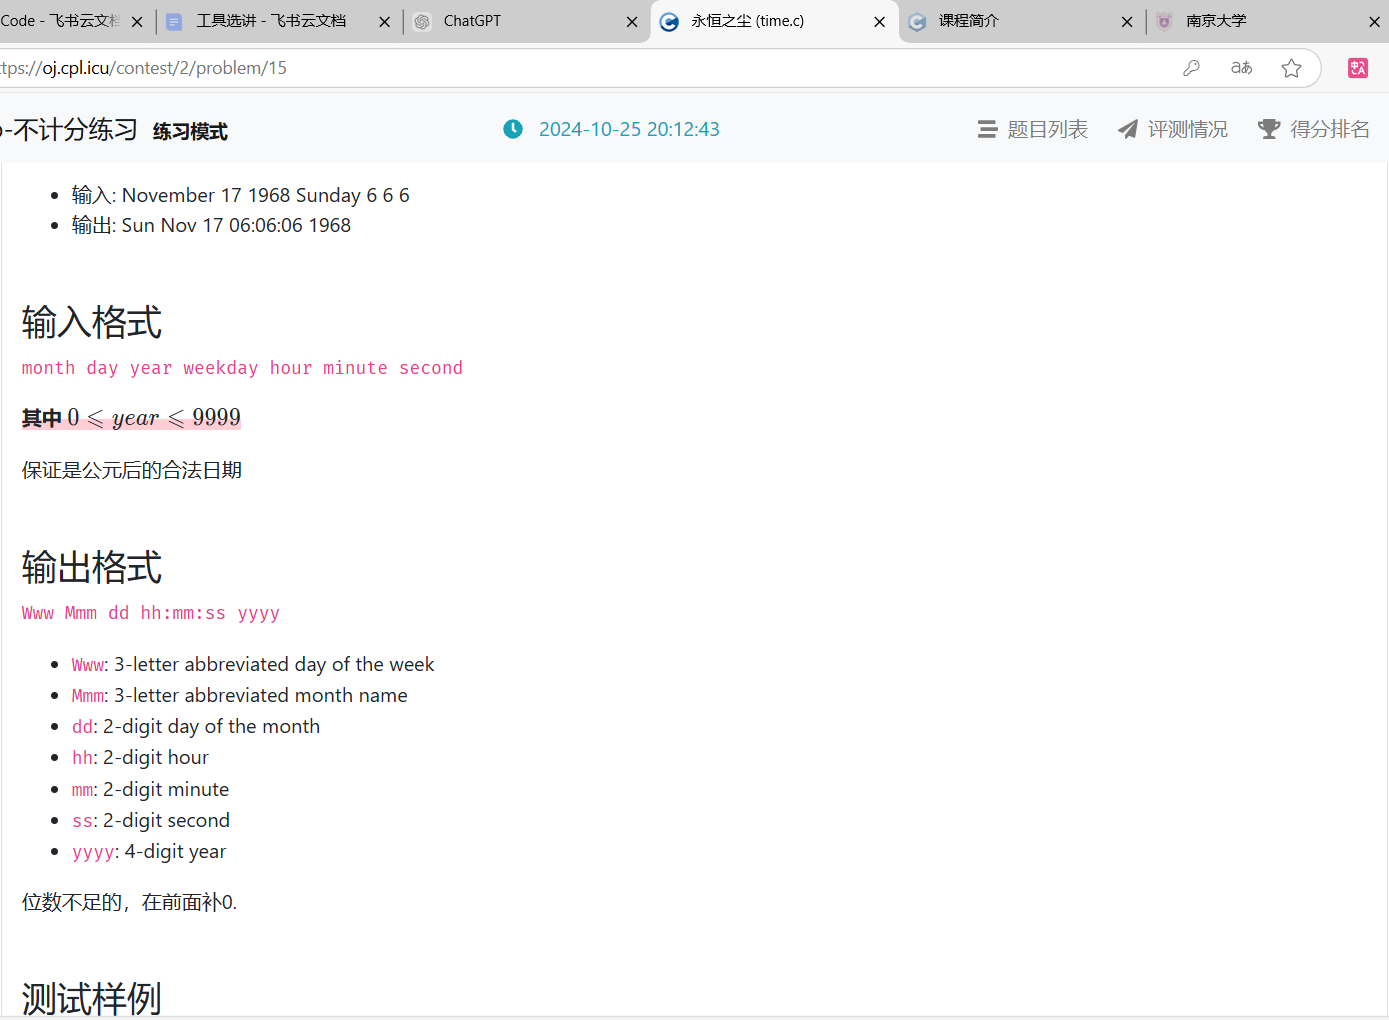 Code - 飞书云文档
工具选讲 - 飞书云文档
ChatGPT
永恒之尘 (time.c)
课程简介
南京大学
ttps://oj.cpl.icu/contest/2/problem/15
aあ
-不计分练习 练习模式
2024-10-25 20:12:43
题目列表
评测情况
得分排名
输入: November 17 1968 Sunday 6 6 6
输出: Sun Nov 17 06:06:06 1968
输入格式
month day year weekday hour minute second
其中 0 ⩽ year ⩽ 9999
保证是公元后的合法日期
输出格式
Www Mmm dd hh:mm:ss yyyy
Www: 3-letter abbreviated day of the week
Mmm: 3-letter abbreviated month name
dd: 2-digit day of the month
hh: 2-digit hour
mm: 2-digit minute
ss: 2-digit second
yyyy: 4-digit year
位数不足的，在前面补0.
测试样例